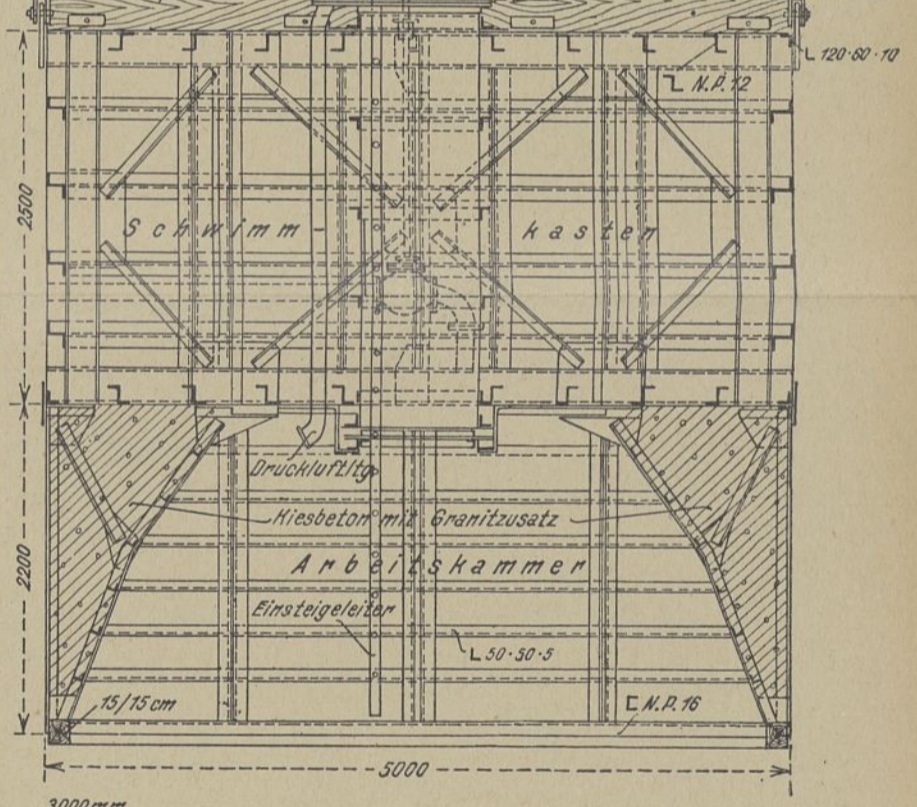 L 120·60·10
N.P. 12
2500
Schwimm-
kasten
Druckluftltg.
Kiesbeton mit Granitzusatz
2200
Arbeitskammer
Einsteigeleiter
L 50·50·5
15/15 cm
N.P. 16
5000
3000 mm